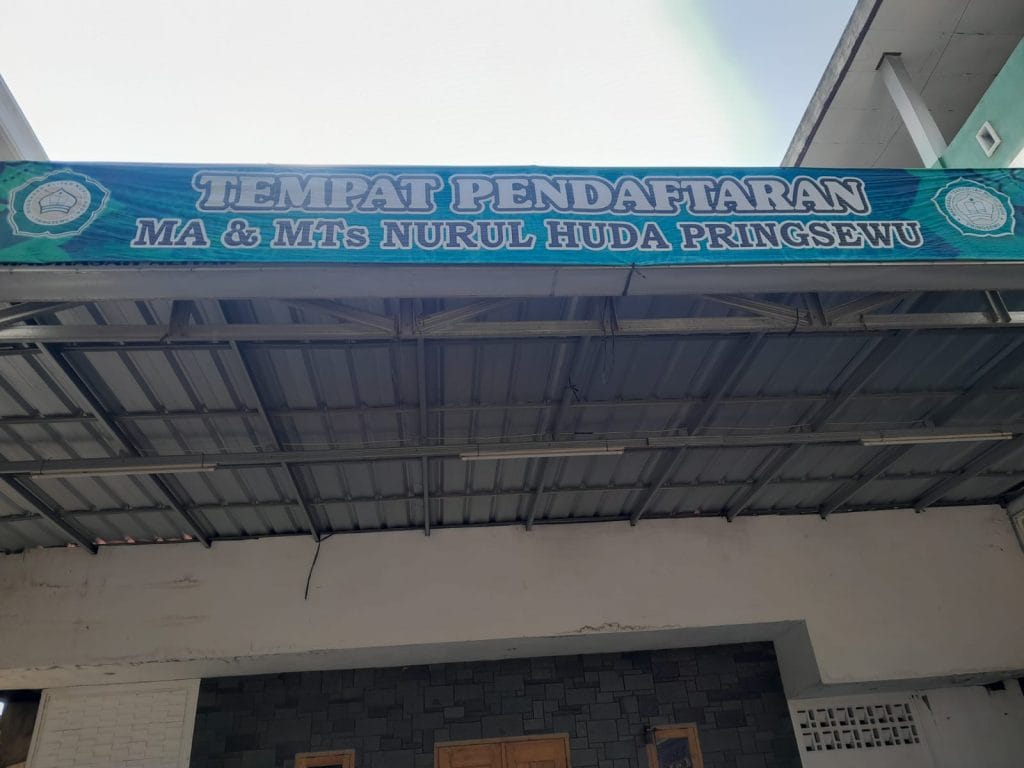 TEMPAT PENDAFTARAN
MA & MTs NURUL HUDA PRINGSEWU